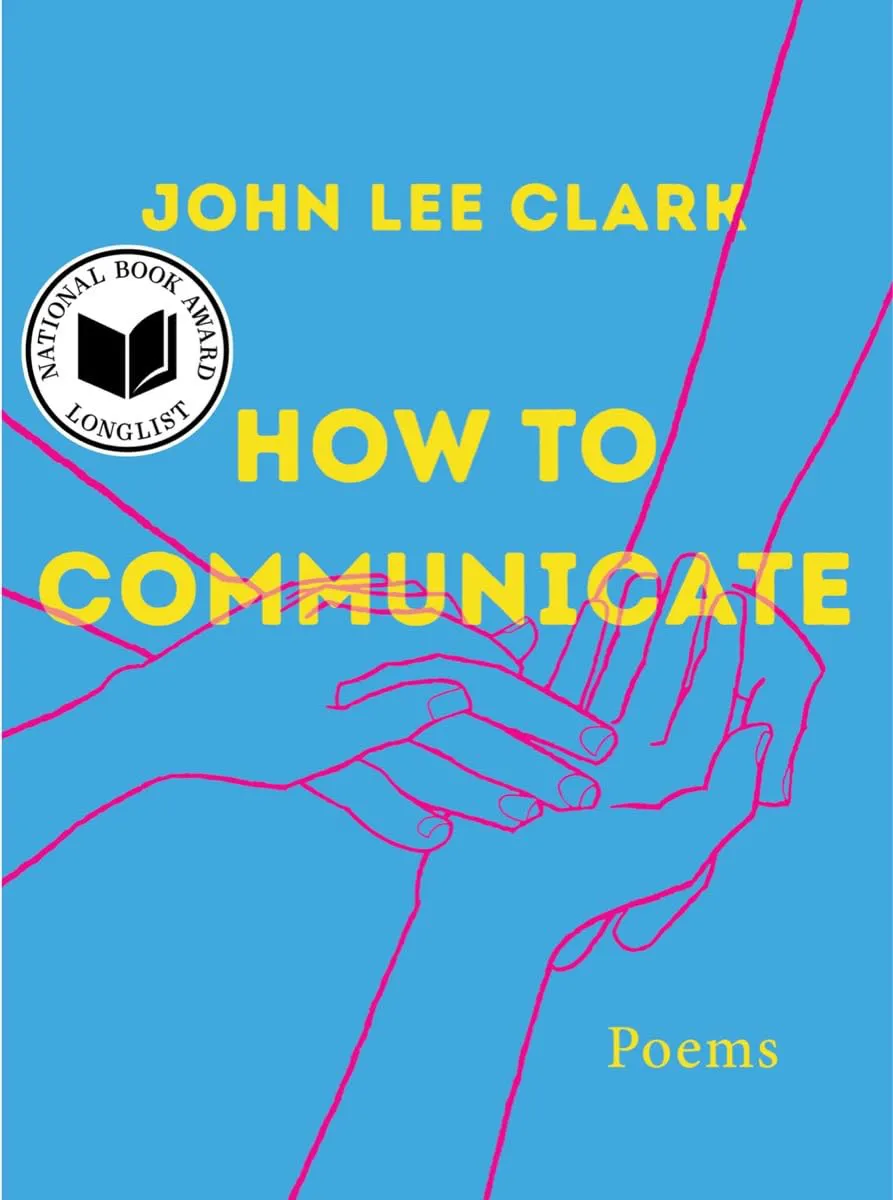 JOHN LEE CLARK
NATIONAL BOOK AWARD
LONGLIST
HOW TO
COMMUNICATE
Poems